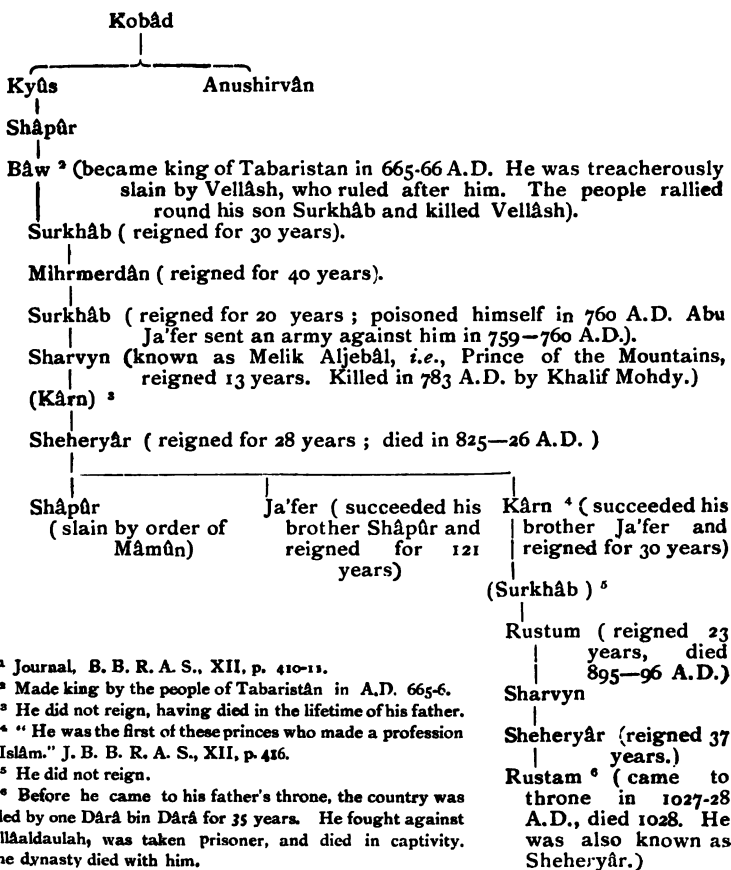 Kobâd
Kyûs Anushirvân
Shâpûr
Bâw ² (became king of Tabaristan in 665-66 A.D. He was treacherously
slain by Vellâsh, who ruled after him. The people rallied
round his son Surkhâb and killed Vellâsh).
Surkhâb ( reigned for 30 years).
Mihrmerdân ( reigned for 40 years).
Surkhâb ( reigned for 20 years ; poisoned himself in 760 A.D. Abu
Ja'fer sent an army against him in 759—760 A.D.).
Sharvyn (known as Melik Aljebâl, i.e., Prince of the Mountains,
reigned 13 years. Killed in 783 A.D. by Khalif Mohdy.)
(Kârn) ³
Sheheryâr ( reigned for 28 years ; died in 825—26 A.D. )
Shâpûr
( slain by order of
Mâmûn)
Ja'fer ( succeeded his
brother Shâpûr and
reigned for 121
years)
Kârn ⁴ ( succeeded his
brother Ja'fer and
reigned for 30 years)
(Surkhâb ) ⁵
Rustum ( reigned 23
years, died
895—96 A.D.)
Sharvyn
Sheheryâr (reigned 37
years.)
Rustam ⁶ ( came to
throne in 1027-28
A.D., died 1028. He
was also known as
Sheheryâr.)
¹ Journal, B. B. R. A. S., XII, p. 410-11.
² Made king by the people of Tabaristân in A.D. 665-6.
³ He did not reign, having died in the lifetime of his father.
⁴ “ He was the first of these princes who made a profession
Islâm.” J. B. B. R. A. S., XII, p. 416.
⁵ He did not reign.
⁶ Before he came to his father's throne, the country was
led by one Dârâ bin Dârâ for 35 years. He fought against
llâaldaulah, was taken prisoner, and died in captivity.
he dynasty died with him.